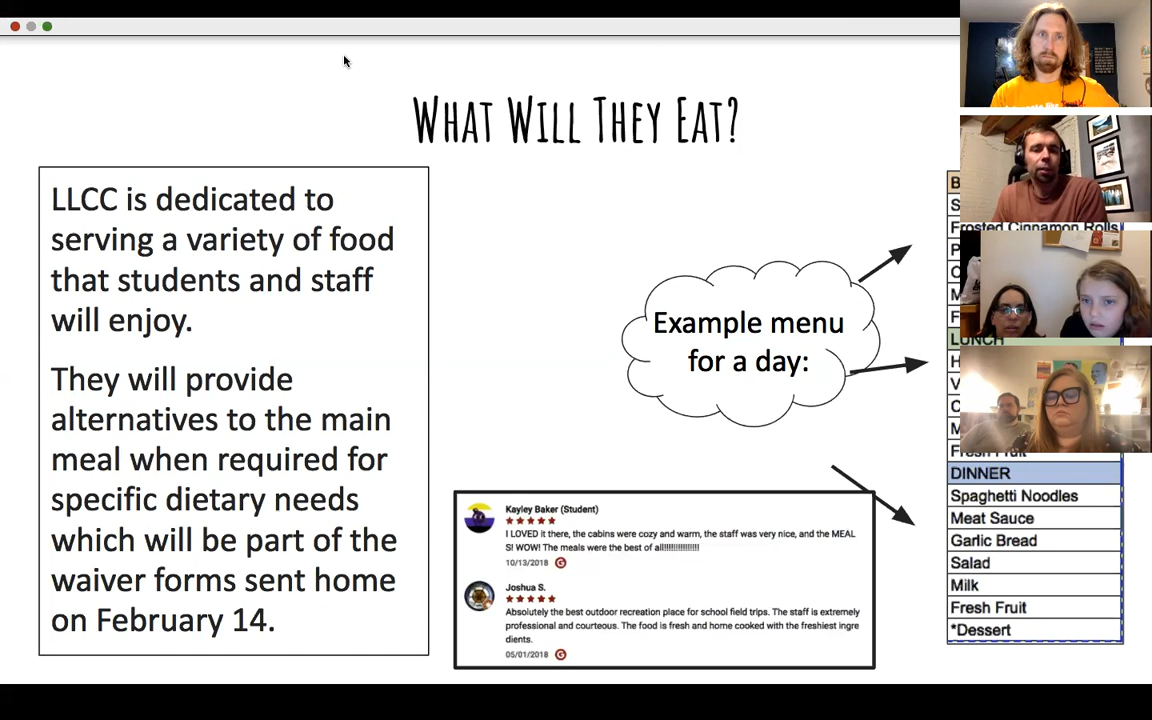 WHAT WILL THEY EAT?
LLCC is dedicated to
serving a variety of food
that students and staff
will enjoy.
They will provide
alternatives to the main
meal when required for
specific dietary needs
which will be part of the
waiver forms sent home
on February 14.
Example menu
for a day:
Kayley Baker (Student)
I LOVED it there, the cabins were cozy and warm, the staff was very nice, and the MEAL
S! WOW! The meals were the best of all!!!!!!!!!!!!!!!!!
10/13/2018
Joshua S.
Absolutely the best outdoor recreation place for school field trips. The staff is extremely
professional and courteous. The food is fresh and home cooked with the freshiest ingre
dients.
05/01/2018
Frosted Cinnamon Rolls
LUNCH
Fresh Fruit
DINNER
Spaghetti Noodles
Meat Sauce
Garlic Bread
Salad
Milk
Fresh Fruit
*Dessert